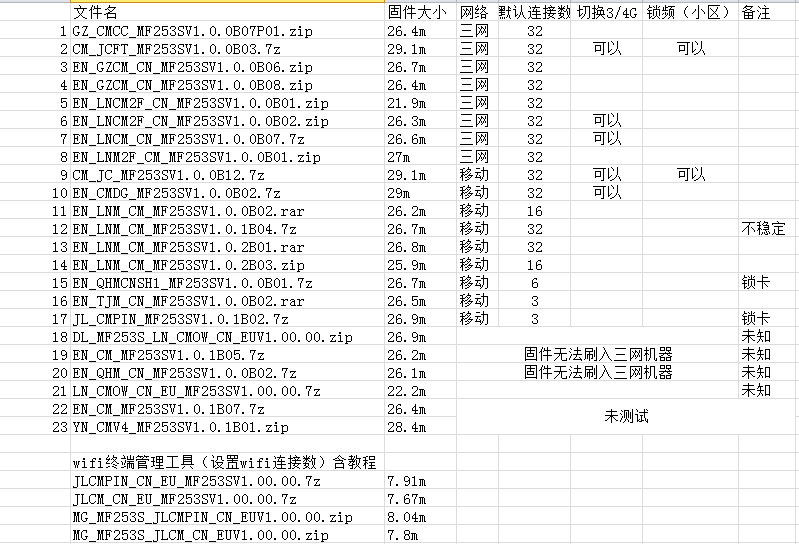 文件名 固件大小 网络 默认连接数 切换3/4G 锁频（小区） 备注
1 GZ_CMCC_MF253SV1.0.0B07P01.zip 26.4m 三网 32
2 CM_JCFT_MF253SV1.0.0B03.7z 29.1m 三网 32 可以 可以
3 EN_GZCM_CN_MF253SV1.0.0B06.zip 26.7m 三网 32
4 EN_GZCM_CN_MF253SV1.0.0B08.zip 26.4m 三网 32
5 EN_LNCM2F_CN_MF253SV1.0.0B01.zip 21.9m 三网 32
6 EN_LNCM2F_CN_MF253SV1.0.0B02.zip 26.3m 三网 32 可以
7 EN_LNCM_CN_MF253SV1.0.0B07.7z 26.6m 三网 32 可以
8 EN_LNM2F_CM_MF253SV1.0.0B01.zip 27m 三网 32
9 CM_JC_MF253SV1.0.0B12.7z 29.1m 移动 32 可以 可以
10 EN_CMDG_MF253SV1.0.0B02.7z 29m 移动 32 可以
11 EN_LNM_CM_MF253SV1.0.0B02.rar 26.2m 移动 16
12 EN_LNM_CM_MF253SV1.0.1B04.7z 26.7m 移动 32 不稳定
13 EN_LNM_CM_MF253SV1.0.2B01.rar 26.8m 移动 32
14 EN_LNM_CM_MF253SV1.0.2B03.zip 25.9m 移动 16
15 EN_QHMCNSH1_MF253SV1.0.0B01.7z 26.7m 移动 6 锁卡
16 EN_TJM_CN_MF253SV1.0.0B02.rar 26.5m 移动 3
17 JL_CMPIN_MF253SV1.0.1B02.7z 26.9m 移动 3 锁卡
18 DL_MF253S_LN_CMOW_CN_EUV1.00.00.zip 26.9m 未知
19 EN_CM_MF253SV1.0.1B05.7z 26.2m 固件无法刷入三网机器 未知
20 EN_QHM_CN_MF253SV1.0.0B02.7z 26.1m 固件无法刷入三网机器 未知
21 LN_CMOW_CN_EU_MF253SV1.00.00.7z 22.2m 未知
22 EN_CM_MF253SV1.0.1B07.7z 26.4m
未测试
23 YN_CMV4_MF253SV1.0.1B01.zip 28.4m
wifi终端管理工具（设置wifi连接数）含教程
JLCMPIN_CN_EU_MF253SV1.00.00.7z 7.91m
JLCM_CN_EU_MF253SV1.00.00.7z 7.67m
MG_MF253S_JLCMPIN_CN_EUV1.00.00.zip 8.04m
MG_MF253S_JLCM_CN_EUV1.00.00.zip 7.8m